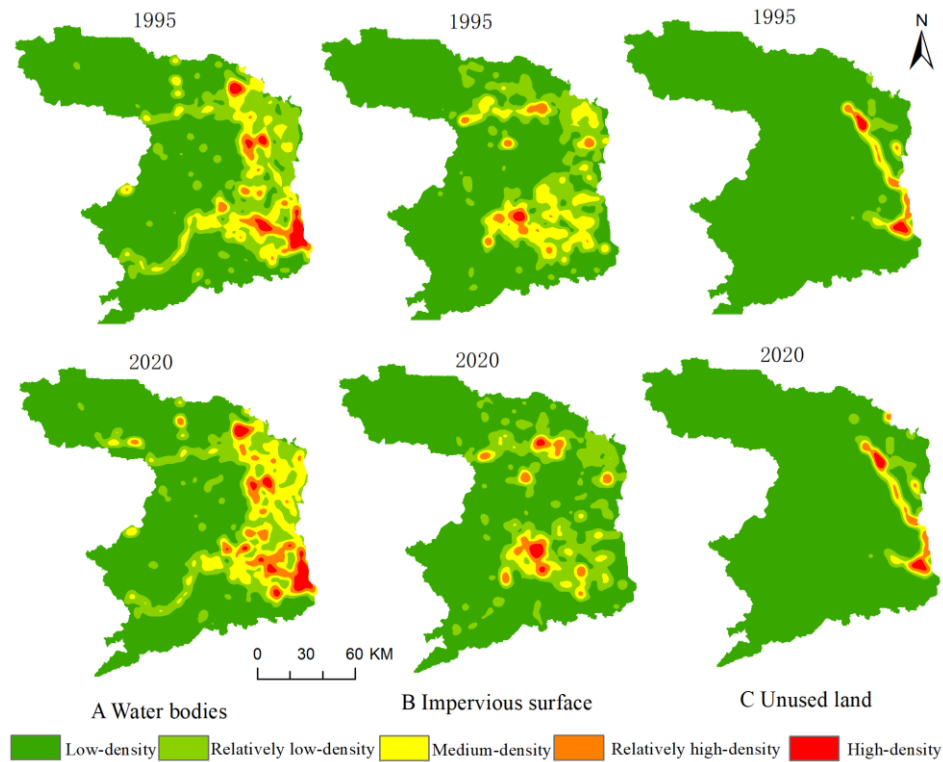 1995
1995
1995
N
2020
2020
2020
0 30 60 KM
A Water bodies
B Impervious surface
C Unused land
Low-density
Relatively low-density
Medium-density
Relatively high-density
High-density